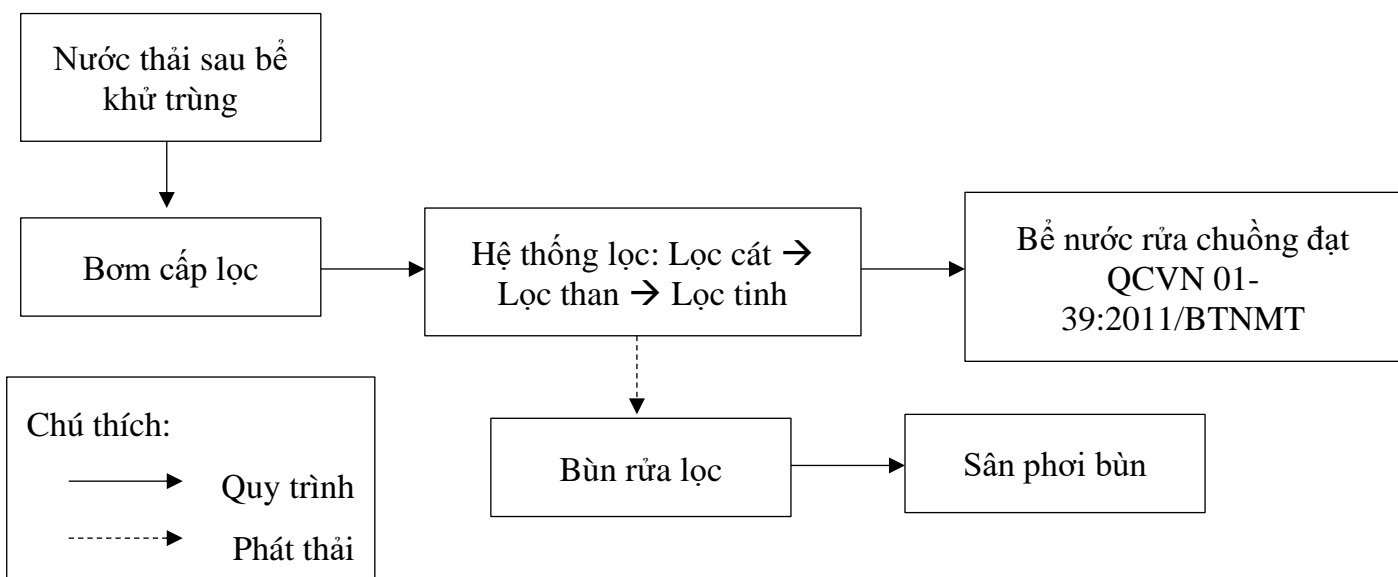 Nước thải sau bể
khử trùng
Bơm cấp lọc
Hệ thống lọc: Lọc cát →
Lọc than → Lọc tinh
Bể nước rửa chuồng đạt
QCVN 01-
39:2011/BTNMT
Bùn rửa lọc
Sân phơi bùn
Chú thích:
Quy trình
Phát thải